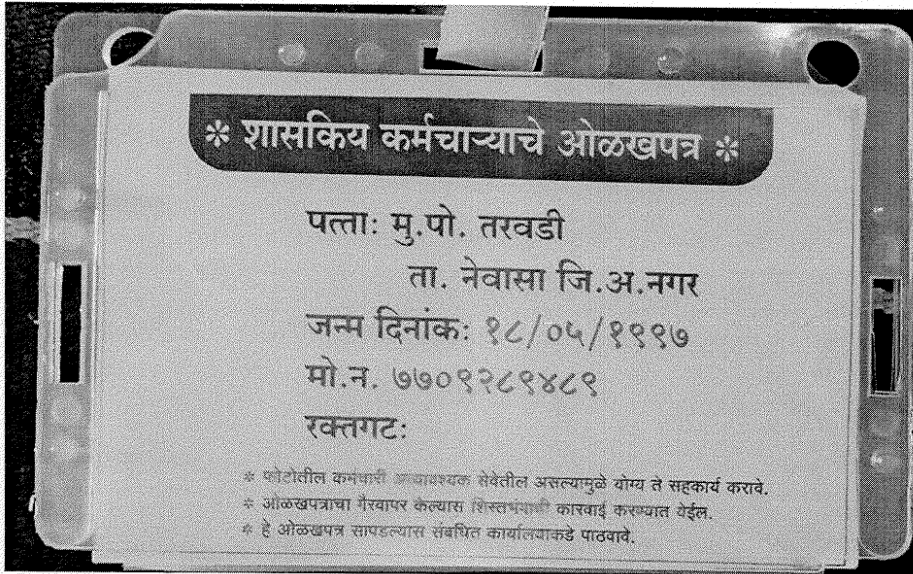 * शासकिय कर्मचाऱ्याचे ओळखपत्र *
पत्ता: मु.पो. तरवडी
ता. नेवासा जि.अ.नगर
जन्म दिनांक: १८/०५/१९९७
मो.न. ७७०९२८९४८९
रक्तगट:
* फोटोतील कर्मचारी अत्यावश्यक सेवेतील असल्यामुळे योग्य ते सहकार्य करावे.
* ओळखपत्राचा गैरवापर केल्यास शिस्तभंगाची कारवाई करण्यात येईल.
* हे ओळखपत्र सापडल्यास संबधित कार्यालयाकडे पाठवावे.